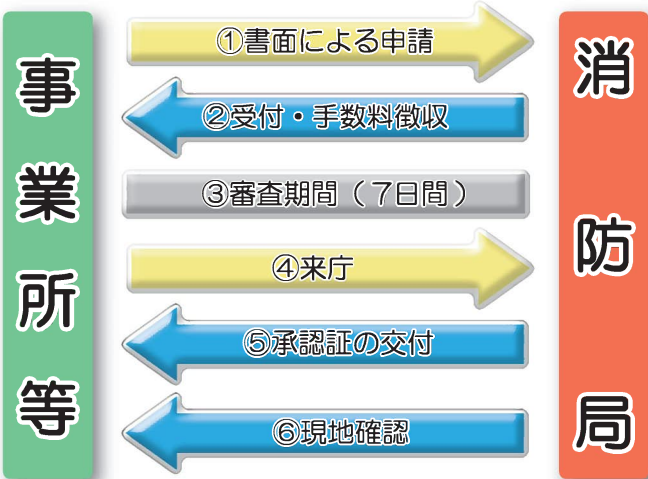 事業所等
①書面による申請
②受付・手数料徴収
③審査期間（７日間）
④来庁
⑤承認証の交付
⑥現地確認
消防局